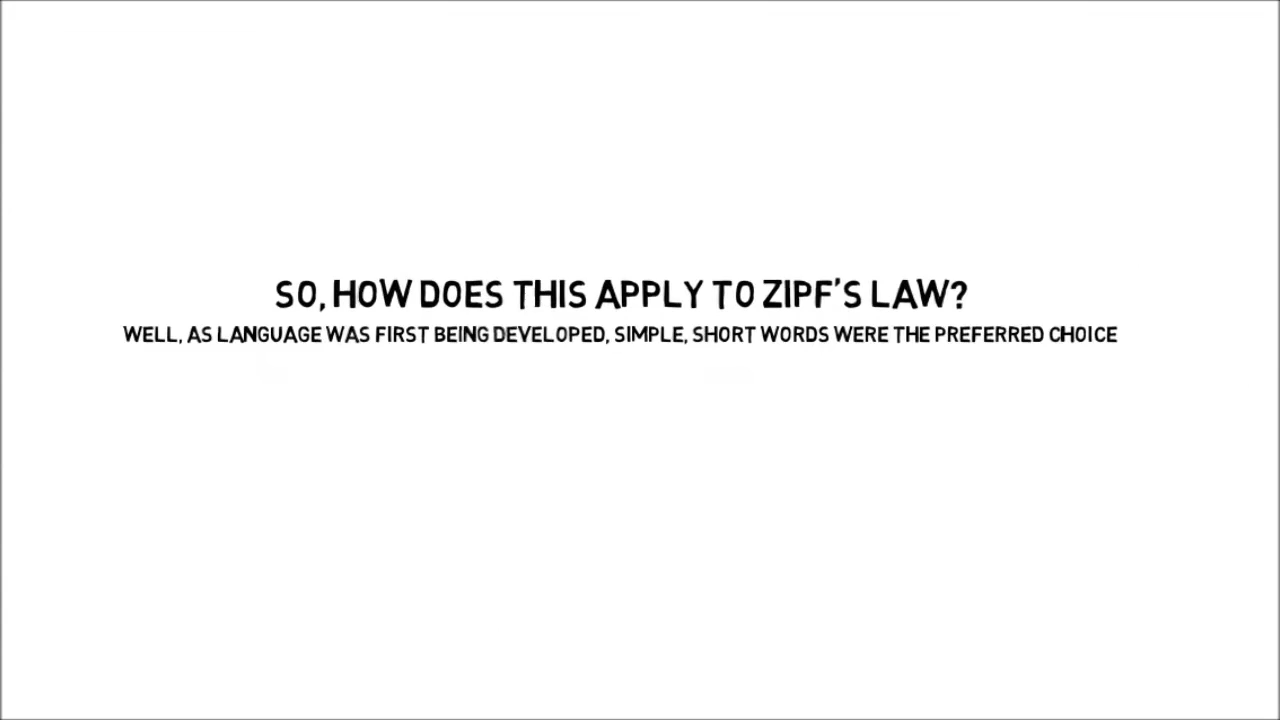 SO, HOW DOES THIS APPLY TO ZIPF'S LAW?
WELL, AS LANGUAGE WAS FIRST BEING DEVELOPED, SIMPLE, SHORT WORDS WERE THE PREFERRED CHOICE